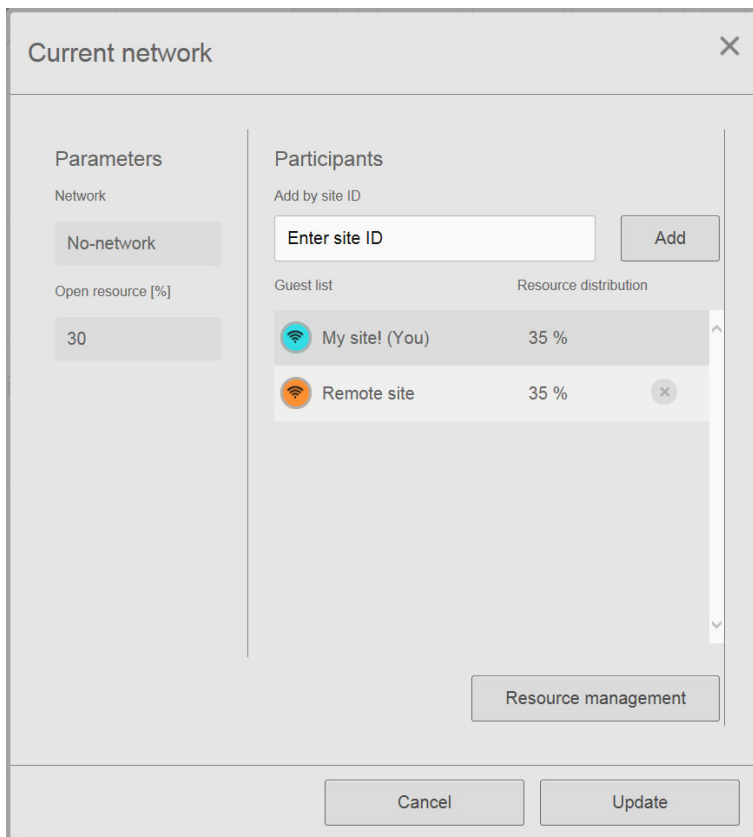 Current network
Parameters
Network
No-network
Open resource [%]
30
Participants
Add by site ID
Enter site ID
Add
Guest list
Resource distribution
My site! (You)
35 %
Remote site
35 %
Resource management
Cancel
Update